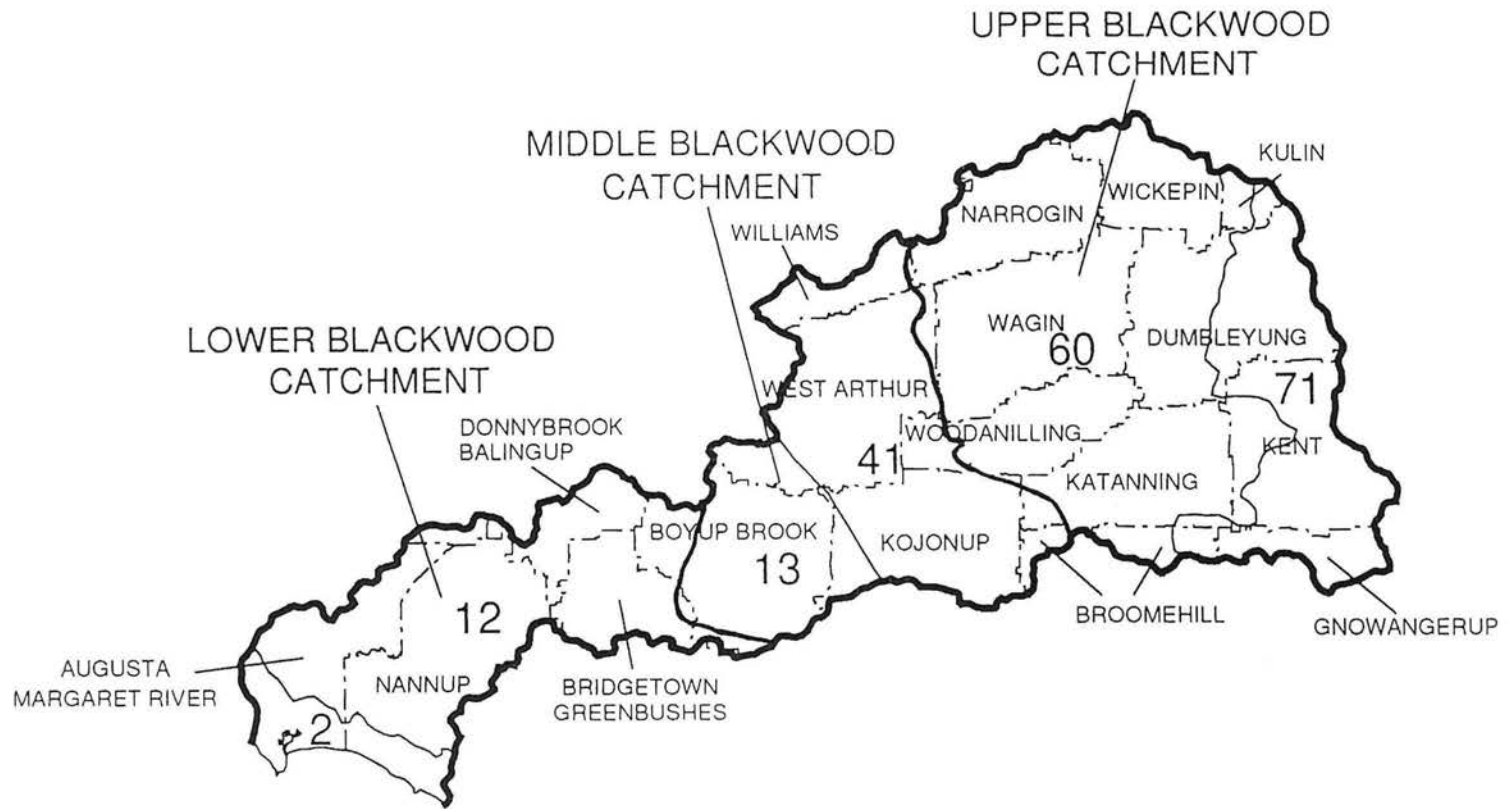 UPPER BLACKWOOD
CATCHMENT
MIDDLE BLACKWOOD
CATCHMENT
KULIN
WICKEPIN
NARROGIN
WILLIAMS
LOWER BLACKWOOD
CATCHMENT
WAGIN
60
DUMBLEYUNG
WEST ARTHUR
71
DONNYBROOK
BALINGUP
WOODANILLING
41
KENT
KATANNING
BOYUP BROOK
KOJONUP
13
12
BROOMEHILL
GNOWANGERUP
AUGUSTA
MARGARET RIVER
NANNUP
BRIDGETOWN
GREENBUSHES
2